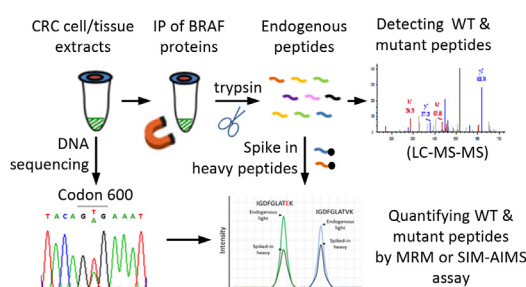 CRC cell/tissue
extracts
IP of BRAF
proteins
Endogenous
peptides
Detecting WT &
mutant peptides
trypsin
(LC-MS-MS)
DNA
sequencing
Spike in
heavy peptides
Codon 600
T A C A G T G A A A T
A
IGDFGLATEK
IGDFGLATVK
Endogenous
light
Endogenous
light
Spiked-in
heavy
Spiked-in
heavy
Intensity
Quantifying WT &
mutant peptides
by MRM or SIM-AIMS
assay